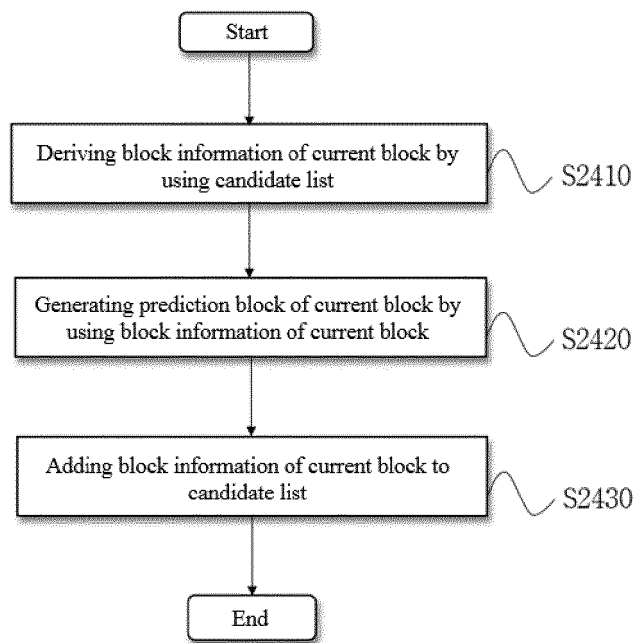 Start
Deriving block information of current block by
using candidate list
S2410
Generating prediction block of current block by
using block information of current block
S2420
Adding block information of current block to
candidate list
S2430
End